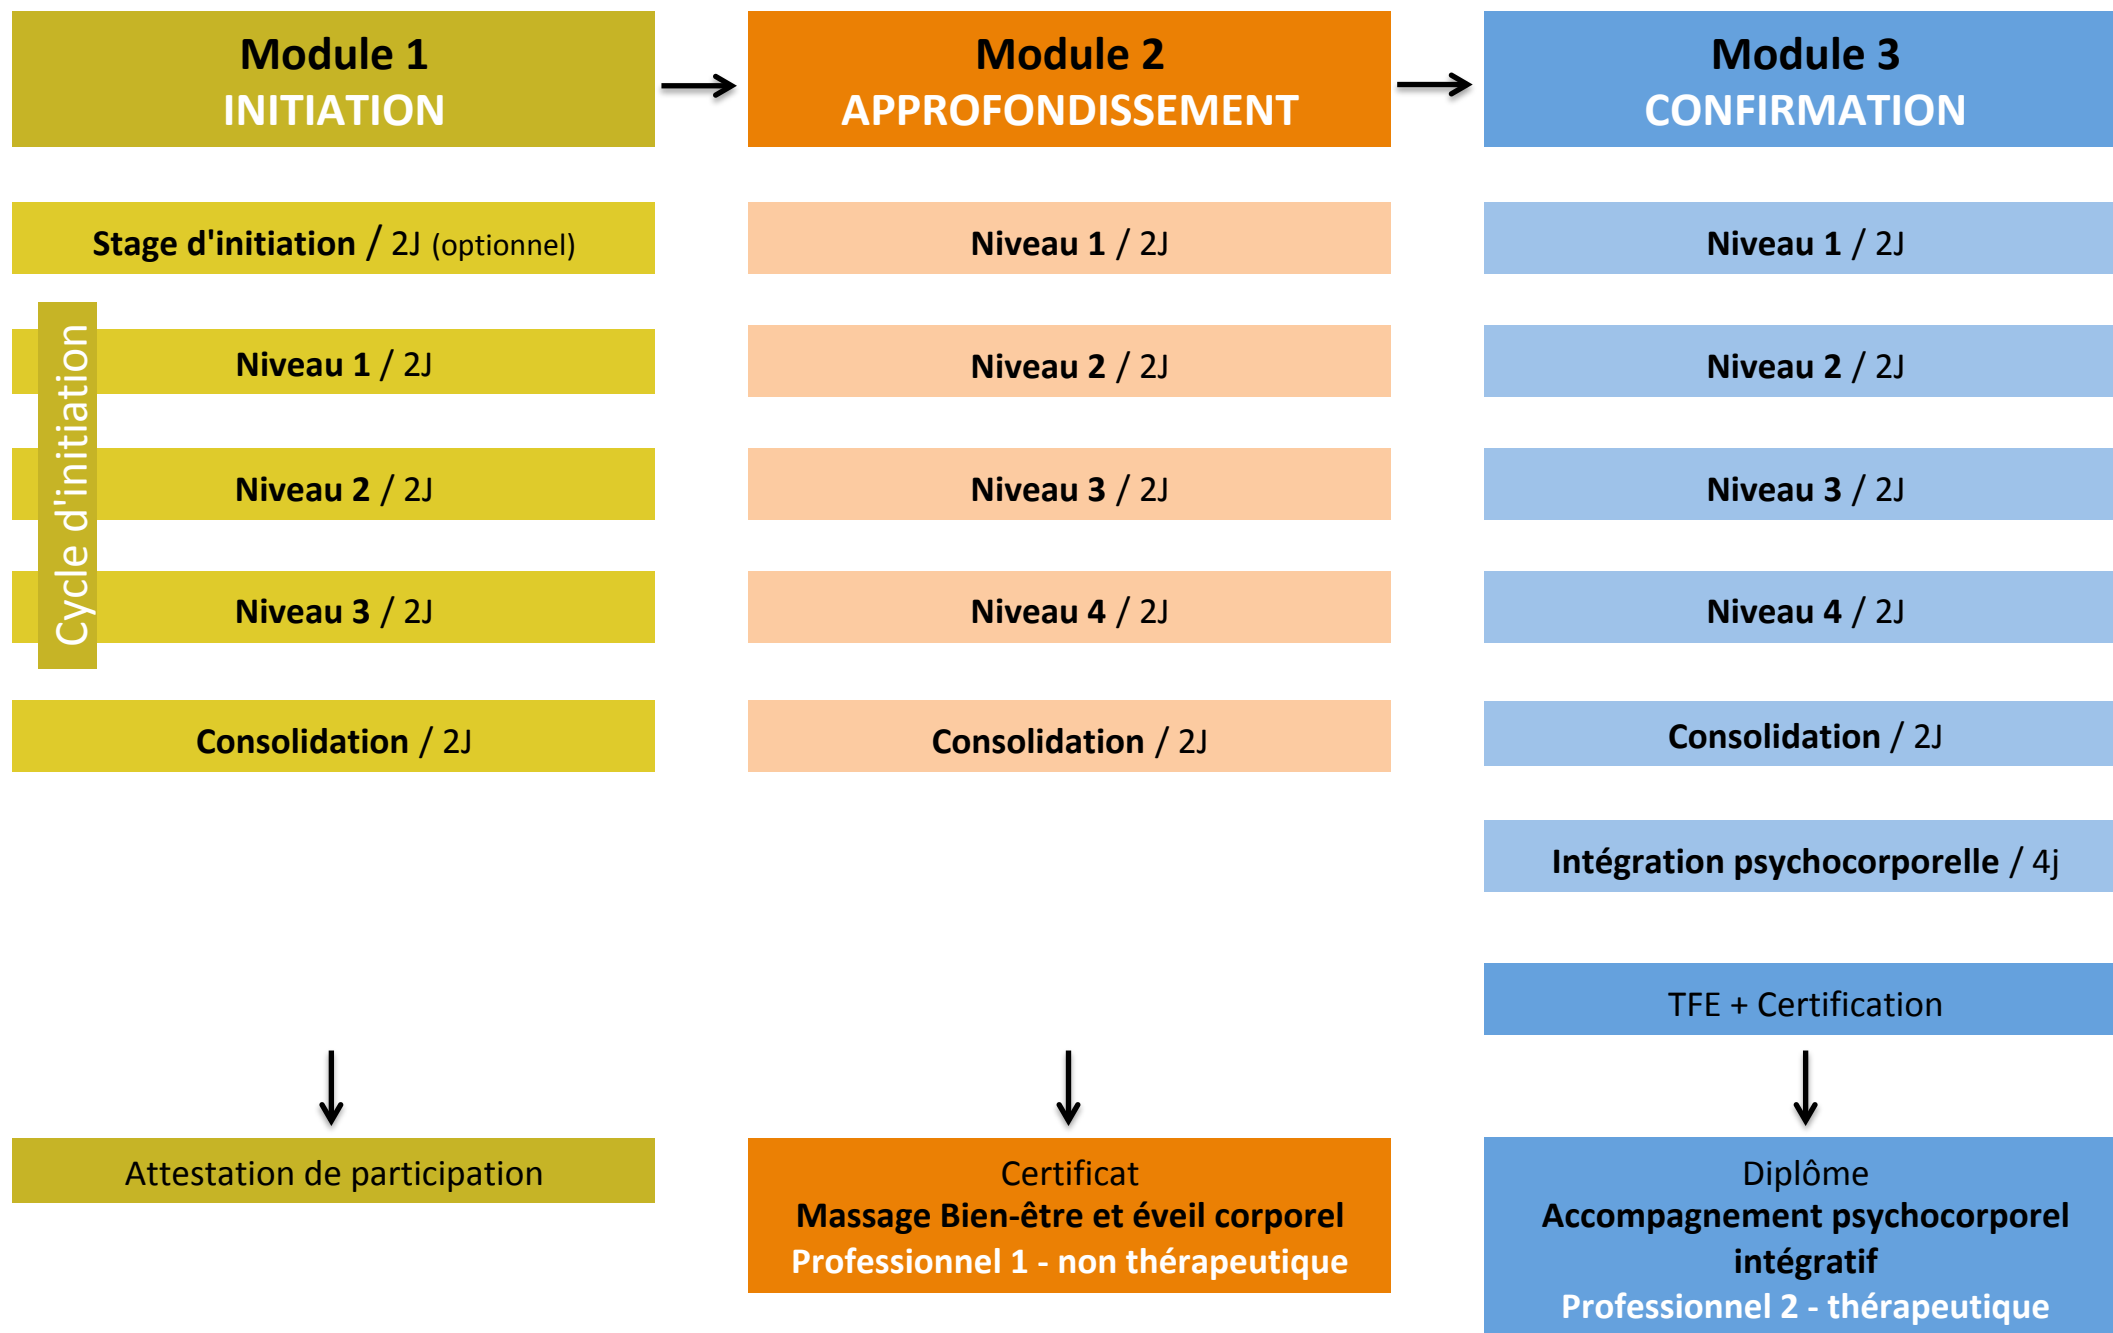 Module 1
INITIATION
Stage d'initiation / 2J (optionnel)
Cycle d'initiation
Niveau 1 / 2J
Niveau 2 / 2J
Niveau 3 / 2J
Consolidation / 2J
Attestation de participation
Module 2
APPROFONDISSEMENT
Niveau 1 / 2J
Niveau 2 / 2J
Niveau 3 / 2J
Niveau 4 / 2J
Consolidation / 2J
Certificat
Massage Bien-être et éveil corporel
Professionnel 1 - non thérapeutique
Module 3
CONFIRMATION
Niveau 1 / 2J
Niveau 2 / 2J
Niveau 3 / 2J
Niveau 4 / 2J
Consolidation / 2J
Intégration psychocorporelle / 4j
TFE + Certification
Diplôme
Accompagnement psychocorporel
intégratif
Professionnel 2 - thérapeutique